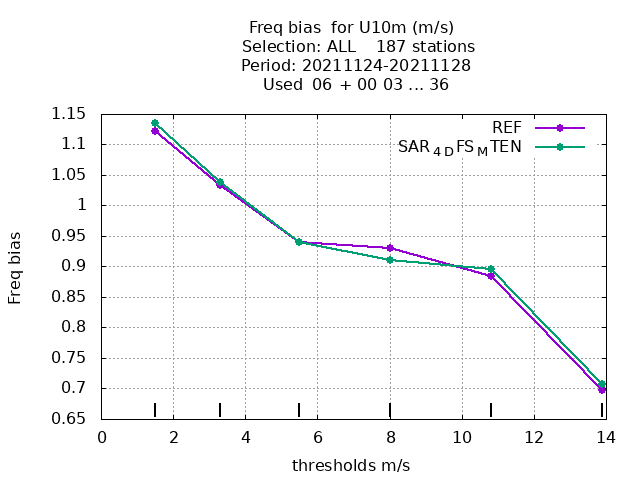 Freq bias  for U10m (m/s)
Selection: ALL    187 stations
Period: 20211124-20211128
Used  06 + 00 03 ... 36
REF
SAR4DFSMTEN
Freq bias
1.15
1.1
1.05
1
0.95
0.9
0.85
0.8
0.75
0.7
0.65
0 2 4 6 8 10 12 14
thresholds m/s